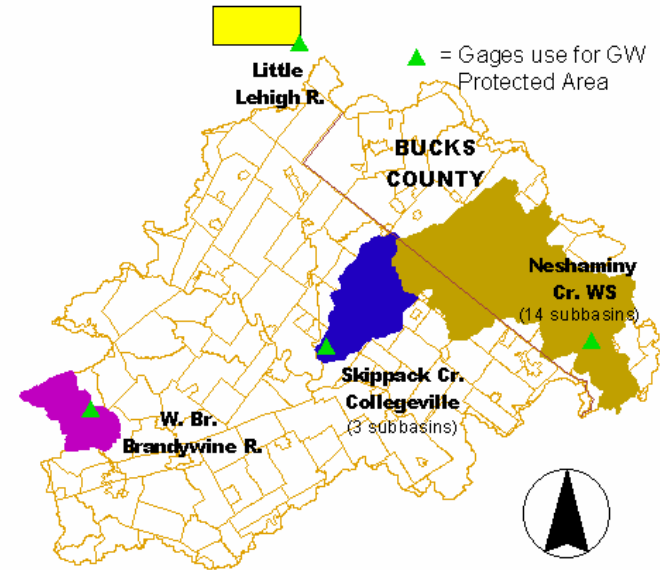 Little
Lehigh R.
= Gages use for GW
Protected Area
BUCKS
COUNTY
Neshaminy
Cr. WS
(14 subbasins)
Skippack Cr.
Collegeville
(3 subbasins)
W. Br.
Brandywine R.